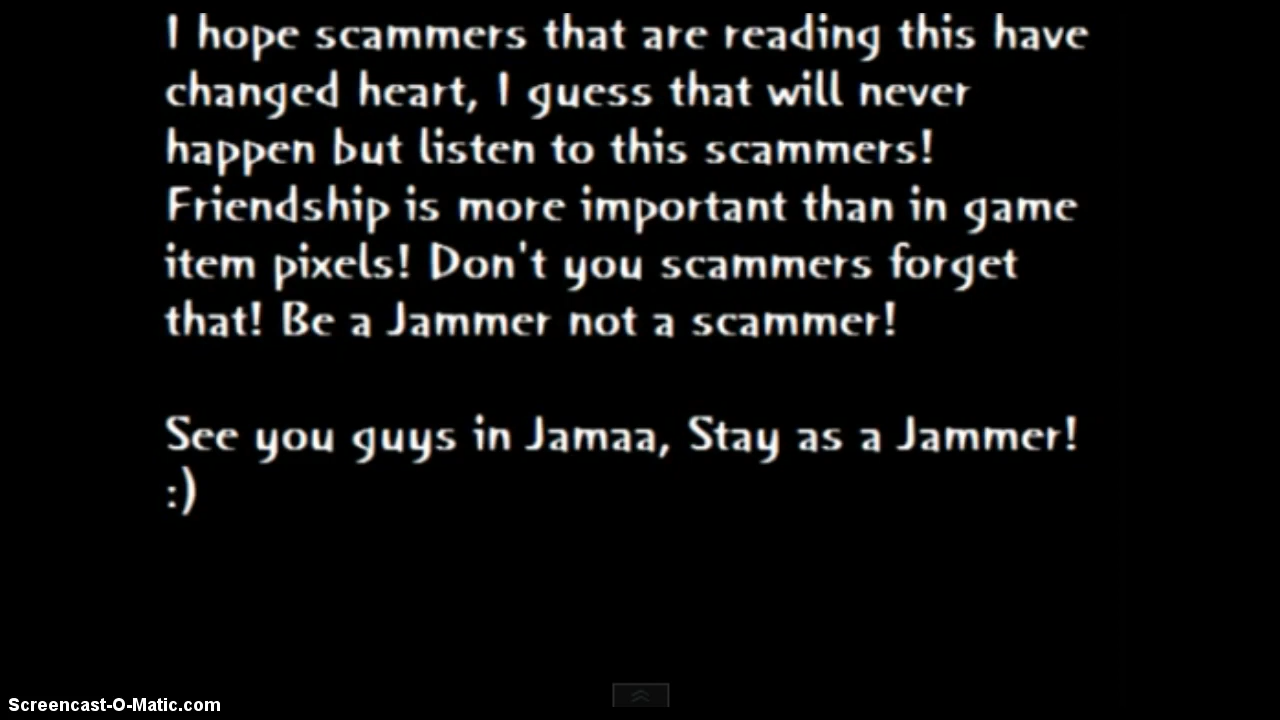 I hope scammers that are reading this have
changed heart, I guess that will never
happen but listen to this scammers!
Friendship is more important than in game
item pixels! Don't you scammers forget
that! Be a Jammer not a scammer!
See you guys in Jamaa, Stay as a Jammer!
:)
Screencast-O-Matic.com